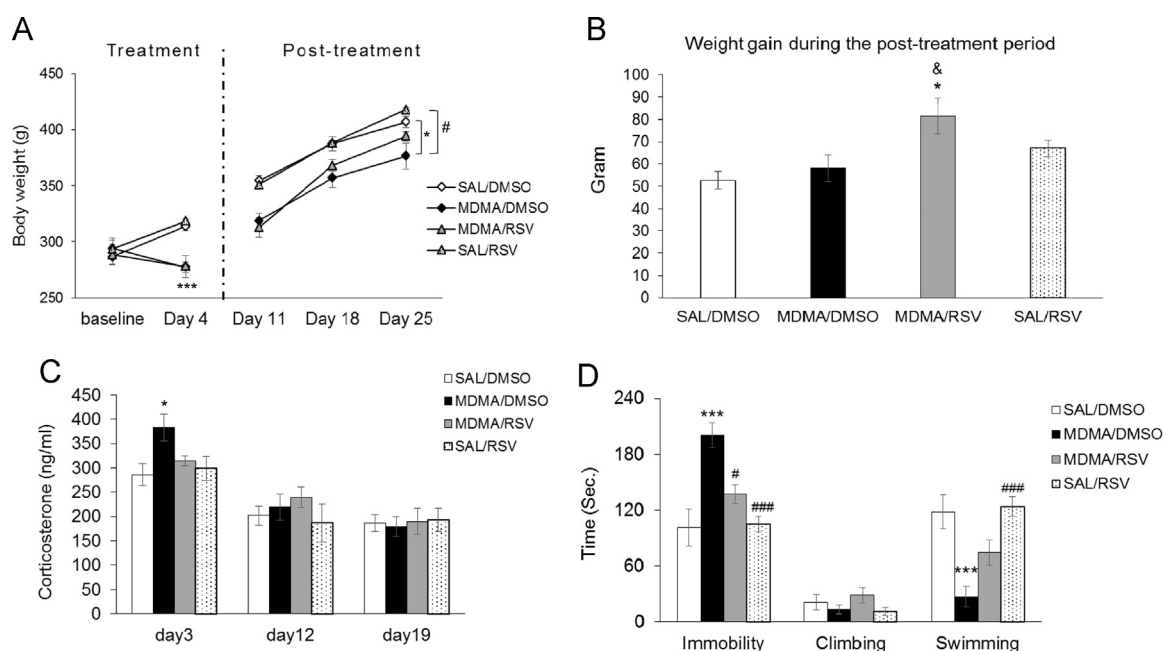 A
Treatment
Post-treatment
450
400
350
300
250
Body weight (g)
*
#
***
SAL/DMSO
MDMA/DMSO
MDMA/RSV
SAL/RSV
baseline Day 4 Day 11 Day 18 Day 25
B
Weight gain during the post-treatment period
&
*
100
90
80
70
60
50
40
30
20
10
0
Gram
SAL/DMSO MDMA/DMSO MDMA/RSV SAL/RSV
C
450
400
350
300
250
200
150
100
50
0
Corticosterone (ng/ml)
*
SAL/DMSO
MDMA/DMSO
MDMA/RSV
SAL/RSV
day3 day12 day19
D
240
180
120
60
0
Time (Sec.)
***
#
###
***
###
SAL/DMSO
MDMA/DMSO
MDMA/RSV
SAL/RSV
Immobility Climbing Swimming